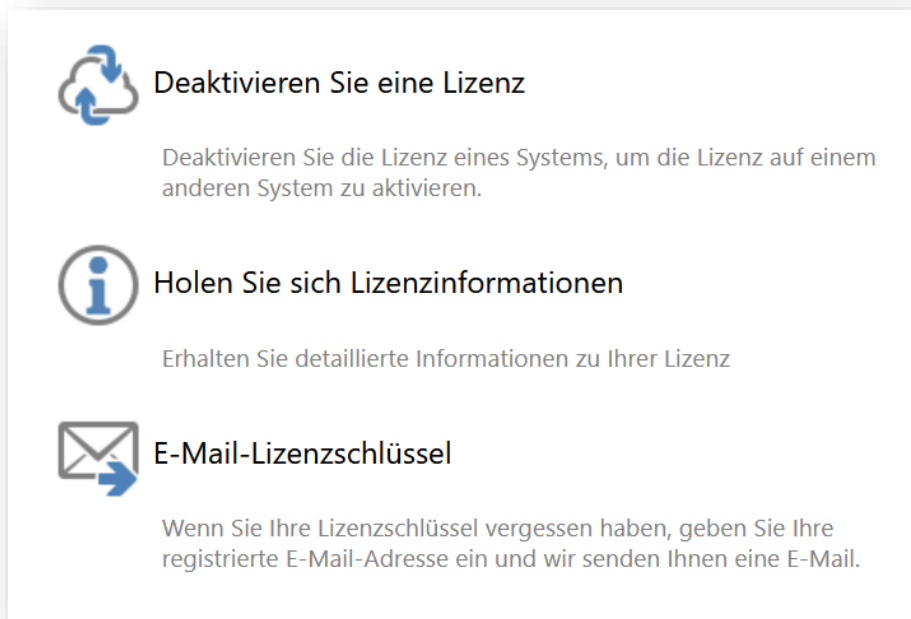 Deaktivieren Sie eine Lizenz
Deaktivieren Sie die Lizenz eines Systems, um die Lizenz auf einem
anderen System zu aktivieren.
Holen Sie sich Lizenzinformationen
Erhalten Sie detaillierte Informationen zu Ihrer Lizenz
E-Mail-Lizenzschlüssel
Wenn Sie Ihre Lizenzschlüssel vergessen haben, geben Sie Ihre
registrierte E-Mail-Adresse ein und wir senden Ihnen eine E-Mail.